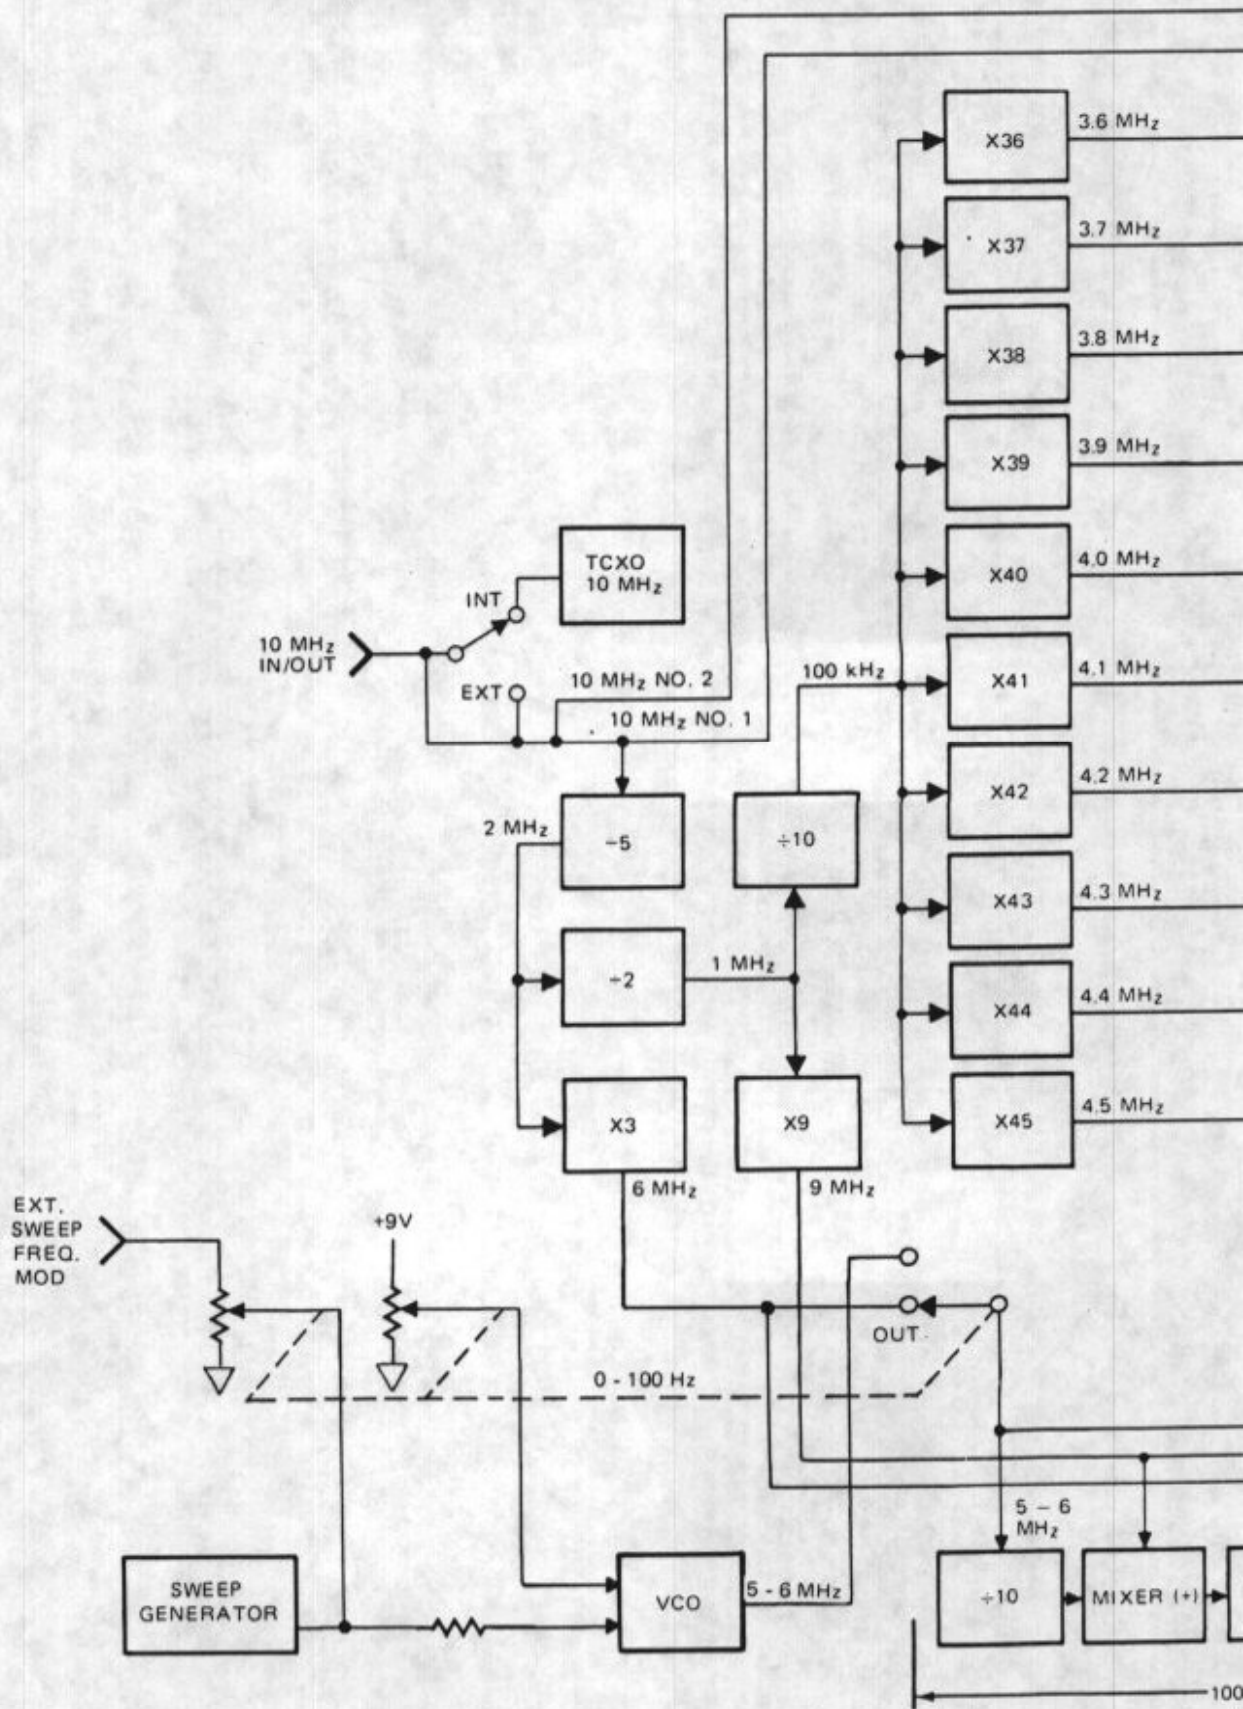 X36
3.6 MHz
X37
3.7 MHz
X38
3.8 MHz
X39
3.9 MHz
TCXO
10 MHz
X40
4.0 MHz
INT
10 MHz
IN/OUT
EXT
10 MHz NO. 2
10 MHz NO. 1
100 kHz
X41
4.1 MHz
2 MHz
÷5
÷10
X42
4.2 MHz
X43
4.3 MHz
÷2
1 MHz
X44
4.4 MHz
X3
X9
X45
4.5 MHz
6 MHz
9 MHz
EXT.
SWEEP
FREQ.
MOD
+9V
OUT
0 - 100 Hz
5 – 6
MHz
SWEEP
GENERATOR
VCO
5 - 6 MHz
÷10
MIXER (+)
100